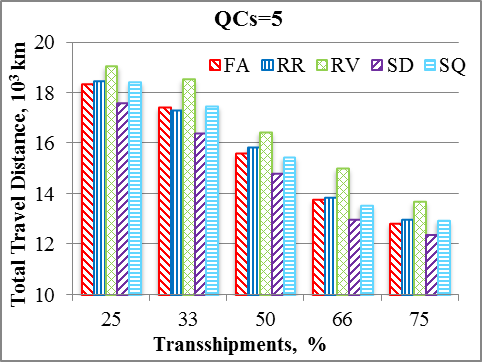 QCs=5
Total Travel Distance, 10³ km
20
18
16
14
12
10
FA RR RV SD SQ
25 33 50 66 75
Transshipments, %